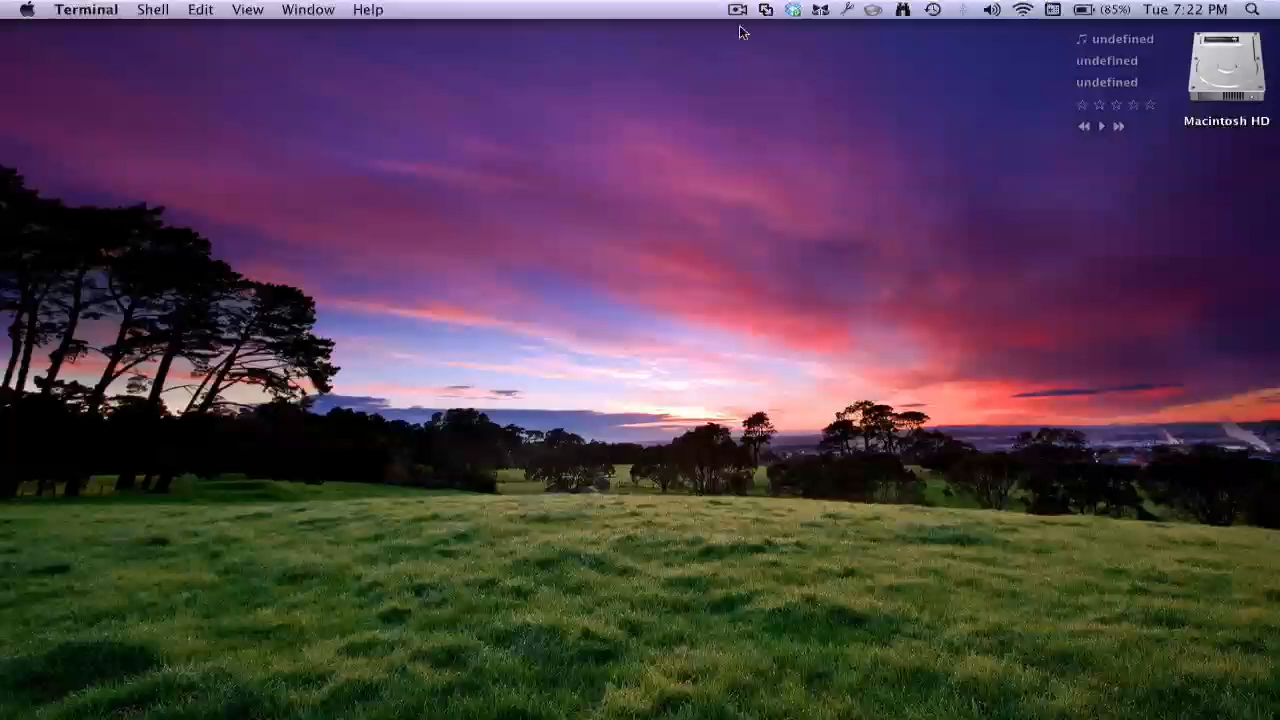 Terminal Shell Edit View Window Help (85%) Tue 7:22 PM
undefined
undefined
undefined
Macintosh HD